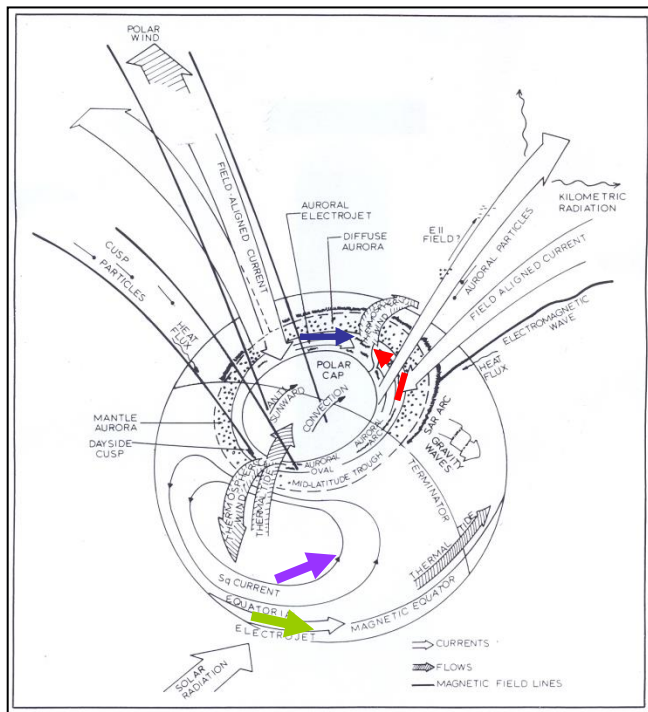 POLAR
WIND
FIELD-ALIGNED CURRENT
AURORAL
ELECTROJET
DIFFUSE
AURORA
E II
FIELD?
KILOMETRIC
RADIATION
AURORAL PARTICLES
FIELD ALIGNED CURRENT
ELECTROMAGNETIC
WAVE
CUSP
PARTICLES
HEAT
FLUX
HEAT
FLUX
POLAR
CAP
SUNWARD
CONVECTION
MANTLE
AURORA
DAYSIDE
CUSP
SAR ARC
GRAVITY
WAVES
AURORA
ARC
AURORAL
OVAL
MID-LATITUDE TROUGH
TERMINATOR
THERMOSPHERE
WIND
THERMAL TIDE
THERMAL TIDE
Sq CURRENT
EQUATORIAL
ELECTROJET
MAGNETIC EQUATOR
SOLAR
RADIATION
CURRENTS
FLOWS
MAGNETIC FIELD LINES